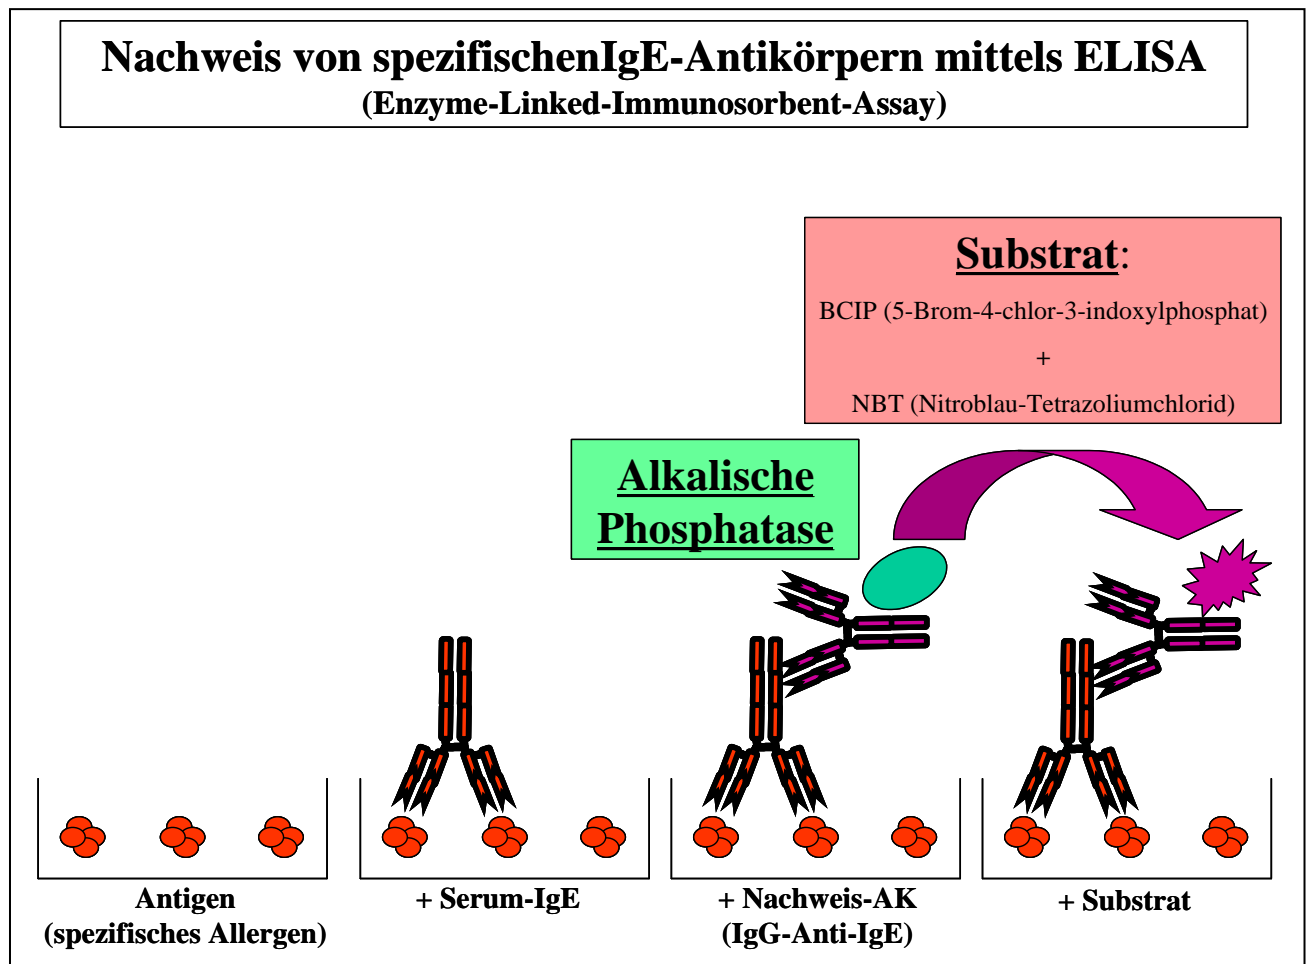 Nachweis von spezifischenIgE-Antikörpern mittels ELISA
(Enzyme-Linked-Immunosorbent-Assay)
Substrat:
BCIP (5-Brom-4-chlor-3-indoxylphosphat)
+
NBT (Nitroblau-Tetrazoliumchlorid)
Alkalische
Phosphatase
Antigen
(spezifisches Allergen)
+ Serum-IgE
+ Nachweis-AK
(IgG-Anti-IgE)
+ Substrat